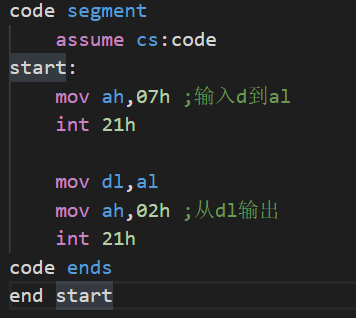 code segment
assume cs:code
start:
mov ah,07h ;输入d到al
int 21h
mov dl,al
mov ah,02h ;从dl输出
int 21h
code ends
end start